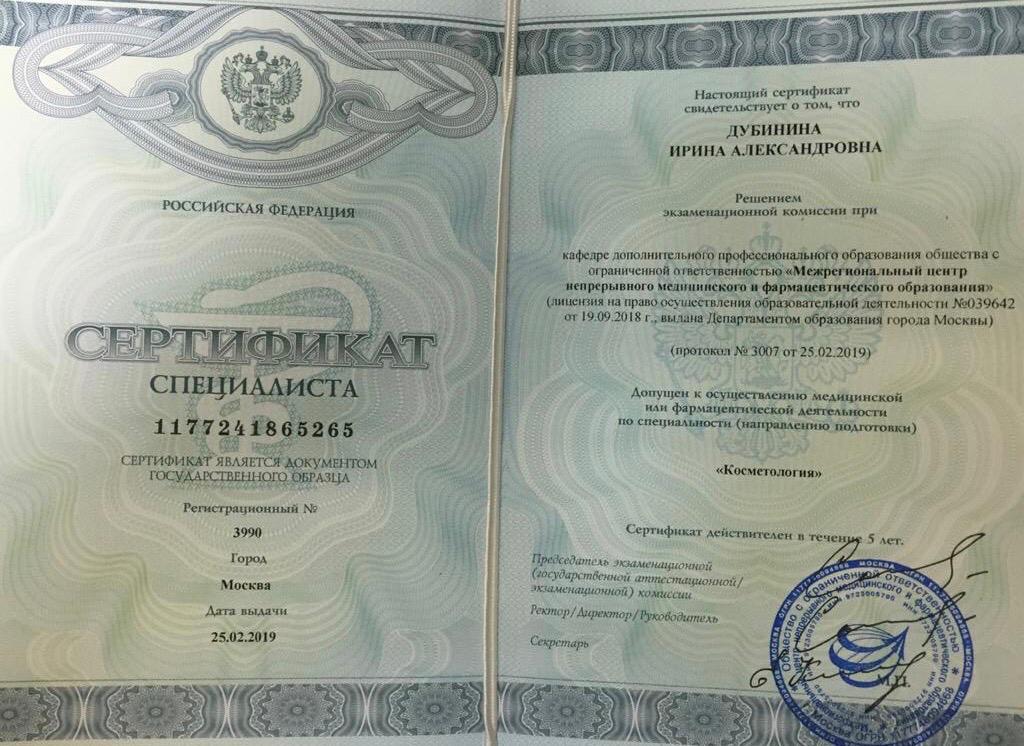 РОССИЙСКАЯ ФЕДЕРАЦИЯ
СЕРТИФИКАТ
СПЕЦИАЛИСТА
1177241865265
СЕРТИФИКАТ ЯВЛЯЕТСЯ ДОКУМЕНТОМ
ГОСУДАРСТВЕННОГО ОБРАЗЦА
Регистрационный №
3990
Город
Москва
Дата выдачи
25.02.2019
Настоящий сертификат
свидетельствует о том, что
ДУБИНИНА
ИРИНА АЛЕКСАНДРОВНА
Решением
экзаменационной комиссии при
кафедре дополнительного профессионального образования общества с
ограниченной ответственностью «Межрегиональный центр
непрерывного медицинского и фармацевтического образования»
(лицензия на право осуществления образовательной деятельности №039642
от 19.09.2018 г., выдана Департаментом образования города Москвы)
(протокол № 3007 от 25.02.2019)
Допущен к осуществлению медицинской
или фармацевтической деятельности
по специальности (направлению подготовки)
«Косметология»
Сертификат действителен в течение 5 лет.
Председатель экзаменационной
(государственной аттестационной/
экзаменационной) комиссии
Ректор/Директор/Руководитель
Секретарь
М.П.
Общество с ограниченной ответственностью